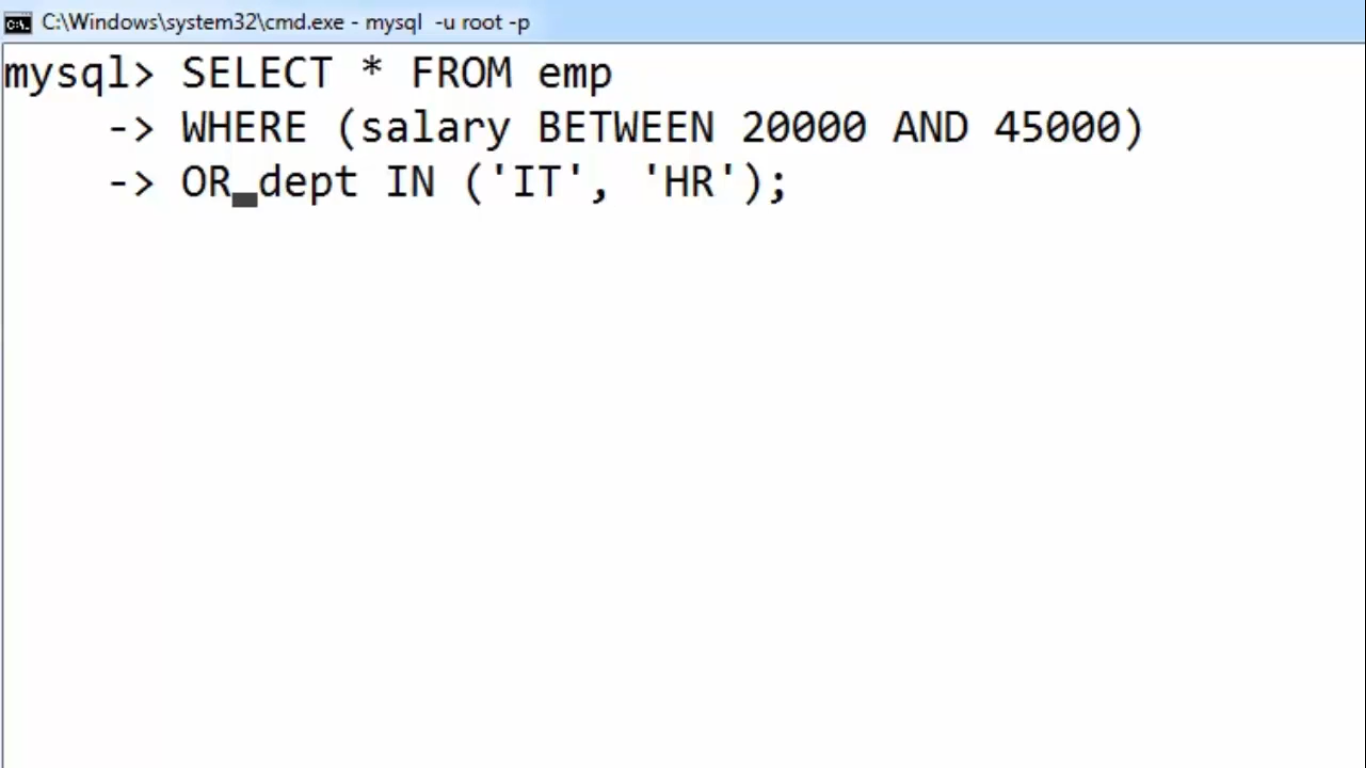 C:\Windows\system32\cmd.exe - mysql  -u root -p
mysql> SELECT * FROM emp
    -> WHERE (salary BETWEEN 20000 AND 45000)
    -> OR dept IN ('IT', 'HR');